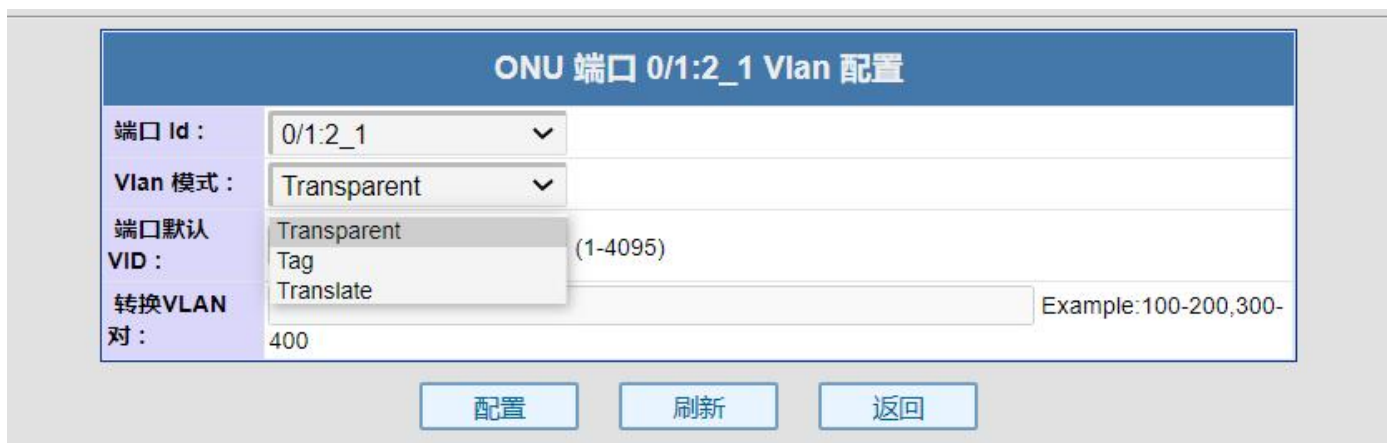 ONU 端口 0/1:2_1 Vlan 配置
端口 Id：
0/1:2_1
Vlan 模式：
Transparent
端口默认
VID：
Transparent
Tag
Translate
(1-4095)
转换VLAN
对：
Example:100-200,300-
400
配置
刷新
返回